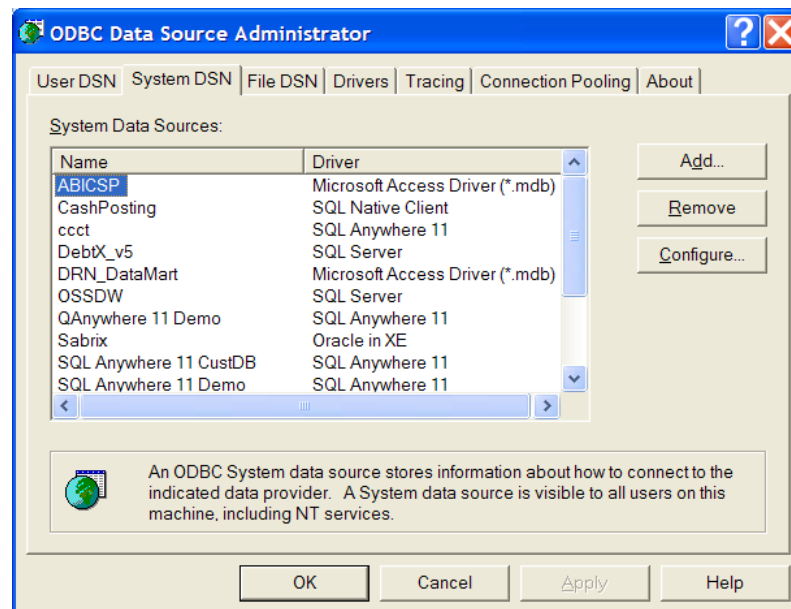 ODBC Data Source Administrator
User DSN System DSN File DSN Drivers Tracing Connection Pooling About
System Data Sources:
Name Driver
ABICSP Microsoft Access Driver (*.mdb)
CashPosting SQL Native Client
ccct SQL Anywhere 11
DebtX_v5 SQL Server
DRN_DataMart Microsoft Access Driver (*.mdb)
OSSDW SQL Server
QAnywhere 11 Demo SQL Anywhere 11
Sabrix Oracle in XE
SQL Anywhere 11 CustDB SQL Anywhere 11
SQL Anywhere 11 Demo SQL Anywhere 11
Add...
Remove
Configure...
An ODBC System data source stores information about how to connect to the
indicated data provider. A System data source is visible to all users on this
machine, including NT services.
OK Cancel Apply Help